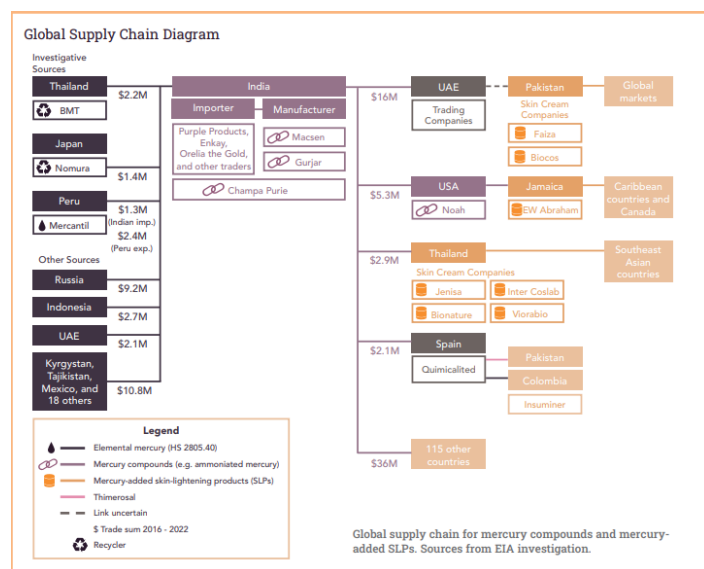 Global Supply Chain Diagram
Investigative
Sources
Thailand
BMT
$2.2M
Japan
Nomura
$1.4M
Peru
Mercantil
$1.3M
(Indian imp.)
$2.4M
(Peru exp.)
Other Sources
Russia
$9.2M
Indonesia
$2.7M
UAE
$2.1M
Kyrgystan,
Tajikistan,
Mexico, and
18 others
$10.8M
India
Importer
Manufacturer
Purple Products,
Enkay,
Orelia the Gold,
and other traders
Macsen
Gurjar
Champa Purie
$16M
UAE
Trading
Companies
Pakistan
Skin Cream
Companies
Faiza
Biocos
Global
markets
$5.3M
USA
Noah
Jamaica
EW Abraham
Caribbean
countries and
Canada
$2.9M
Thailand
Skin Cream Companies
Jenisa
Inter Coslab
Bionature
Viorabio
Southeast
Asian
countries
$2.1M
Spain
Quimicalited
Pakistan
Colombia
Insuminer
$36M
115 other
countries
Legend
Elemental mercury (HS 2805.40)
Mercury compounds (e.g. ammoniated mercury)
Mercury-added skin-lightening products (SLPs)
Thimerosal
Link uncertain
$ Trade sum 2016 - 2022
Recycler
Global supply chain for mercury compounds and mercury-
added SLPs. Sources from EIA investigation.